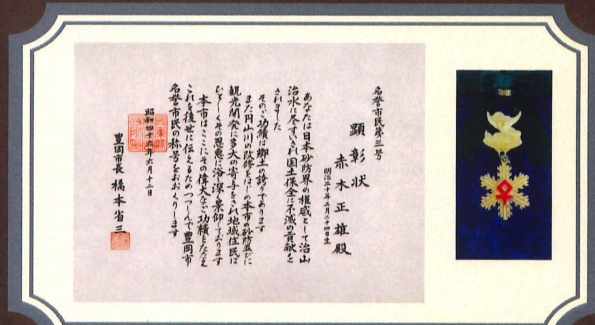 名誉市民第三号
顕彰状
赤木正雄殿
明治二十年三月二十四日生
あなたは日本砂防界の権威として治山
治水に尽すいされ国土保全に不滅の貢献を
されました
そのご功績は郷土の誇りであります
また円山川の改修をはじめ本市の砂防並びに
観光開発に多大の寄与をされ地域住民は
ひとしくその恩恵に浴し深く景仰しております
本市はここにその偉大なご功績をたたえ
これを後世に伝えるためつつしんで豊岡市
名誉市民の称号をおおくりします
昭和四十六年六月十二日
豊岡市長 橋本省三